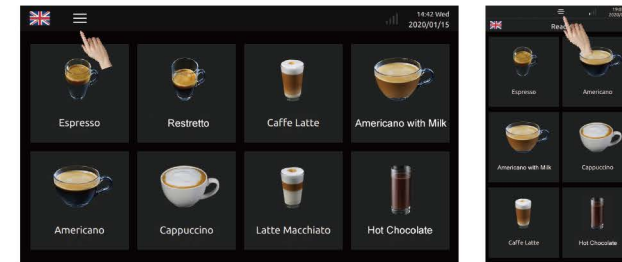 14:42 Wed
2020/01/15
Espresso
Restretto
Caffe Latte
Americano with Milk
Americano
Cappuccino
Latte Macchiato
Hot Chocolate
Espresso
Americano
Americano with Milk
Cappuccino
Caffe Latte
Hot Chocolate